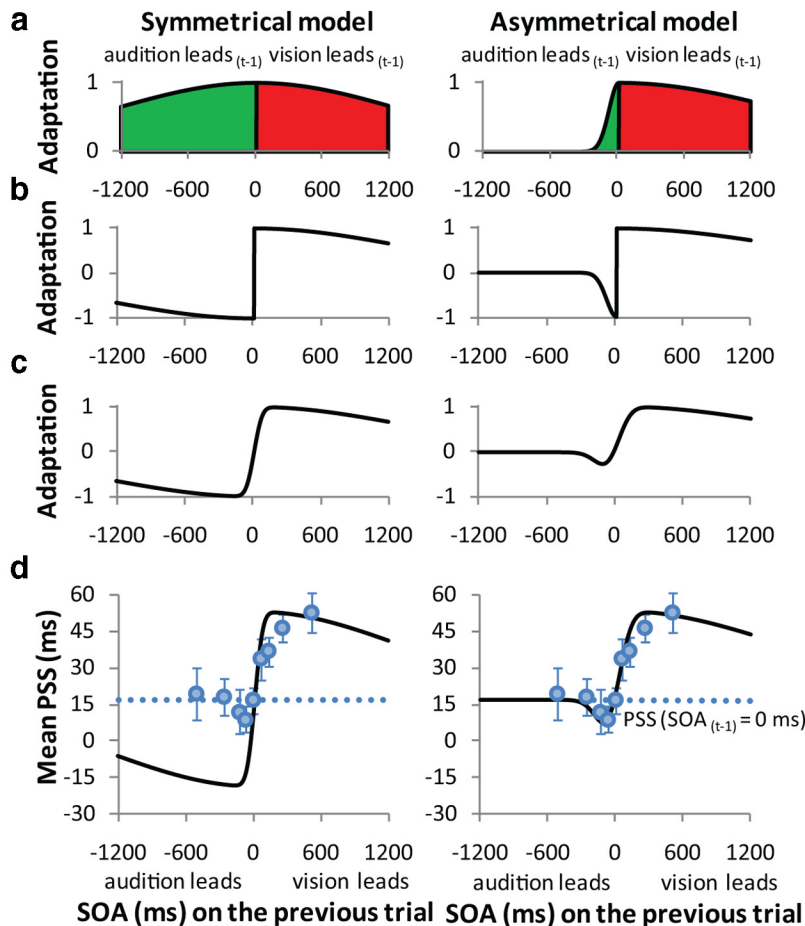 a Symmetrical model Asymmetrical model
audition leads (t-1) vision leads (t-1) audition leads (t-1) vision leads (t-1)
Adaptation
1 1
0 0
-1200 -600 0 600 1200 -1200 -600 0 600 1200
b
Adaptation
1 1
0 0
-1 -1
-1200 -600 0 600 1200 -1200 -600 0 600 1200
c
Adaptation
1 1
0 0
-1 -1
-1200 -600 0 600 1200 -1200 -600 0 600 1200
d
Mean PSS (ms)
60 60
45 45
30 30
15 15
PSS (SOA (t-1) = 0 ms)
0 0
-15 -15
-30 -30
-1200 -600 0 600 1200 -1200 -600 0 600 1200
audition leads vision leads audition leads vision leads
SOA (ms) on the previous trial SOA (ms) on the previous trial